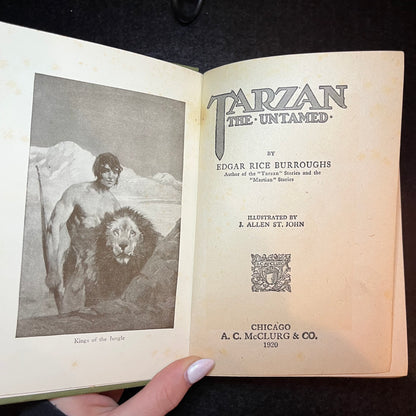 Kings of the Jungle
TARZAN
THE · UNTAMED ·
BY
EDGAR RICE BURROUGHS
Author of the "Tarzan" Stories and the
"Martian" Stories
ILLUSTRATED BY
J. ALLEN ST. JOHN
CHICAGO
A. C. McCLURG & CO.
1920